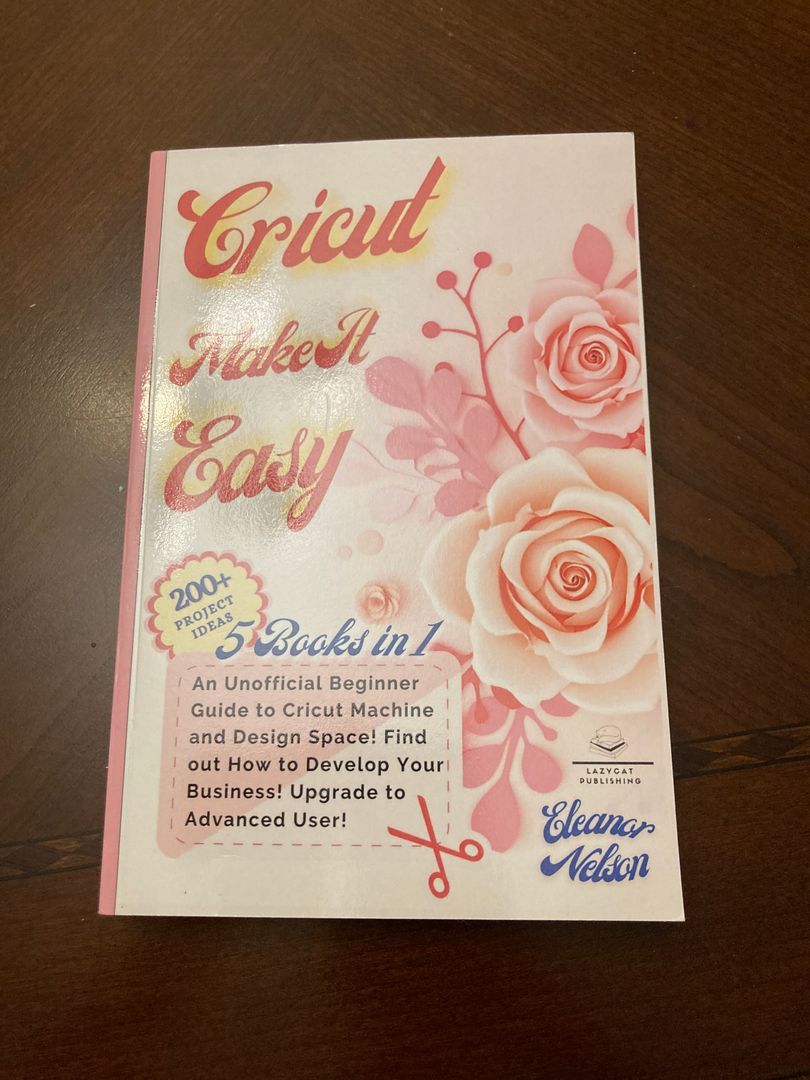 Cricut
Make It
Easy
200+
PROJECT
IDEAS
5 Books in 1
An Unofficial Beginner
Guide to Cricut Machine
and Design Space! Find
out How to Develop Your
Business! Upgrade to
Advanced User!
LAZYCAT
PUBLISHING
Eleanor
Nelson